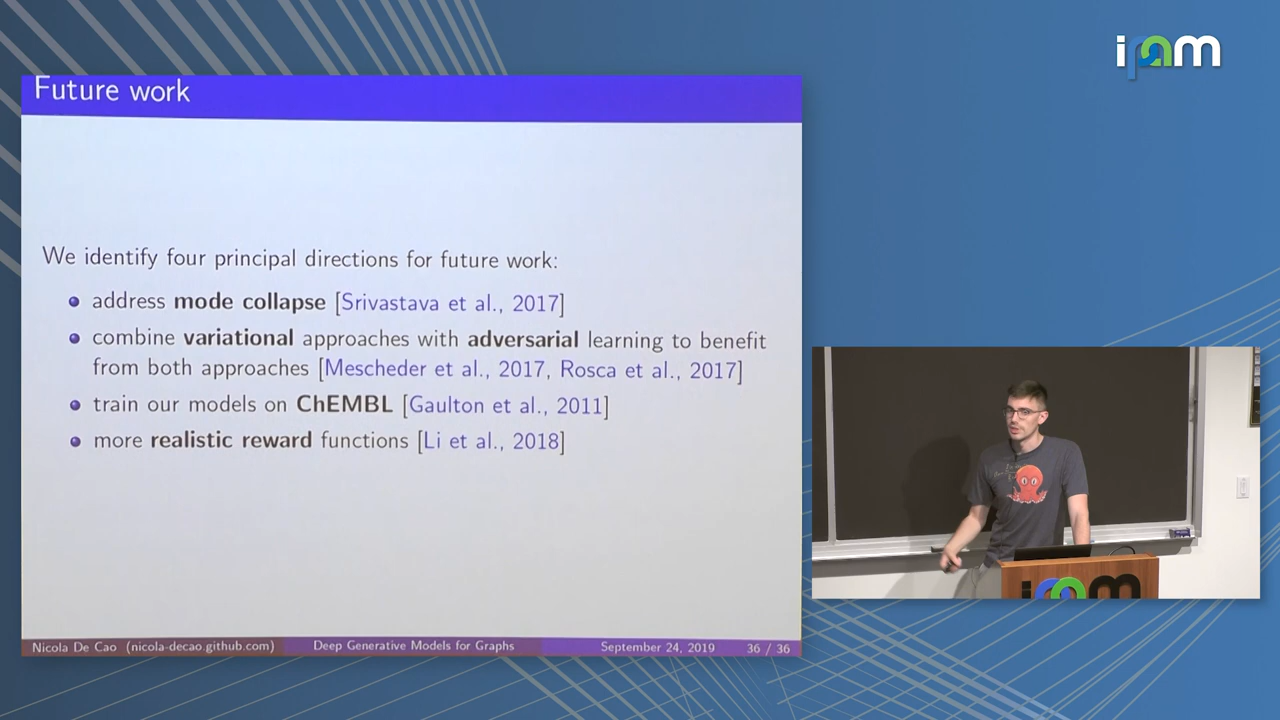 ipam
Future work
We identify four principal directions for future work:
address mode collapse [Srivastava et al., 2017]
combine variational approaches with adversarial learning to benefit
from both approaches [Mescheder et al., 2017, Rosca et al., 2017]
train our models on ChEMBL [Gaulton et al., 2011]
more realistic reward functions [Li et al., 2018]
Nicola De Cao (nicola-decao.github.com) Deep Generative Models for Graphs September 24, 2019 36 / 36
ipam